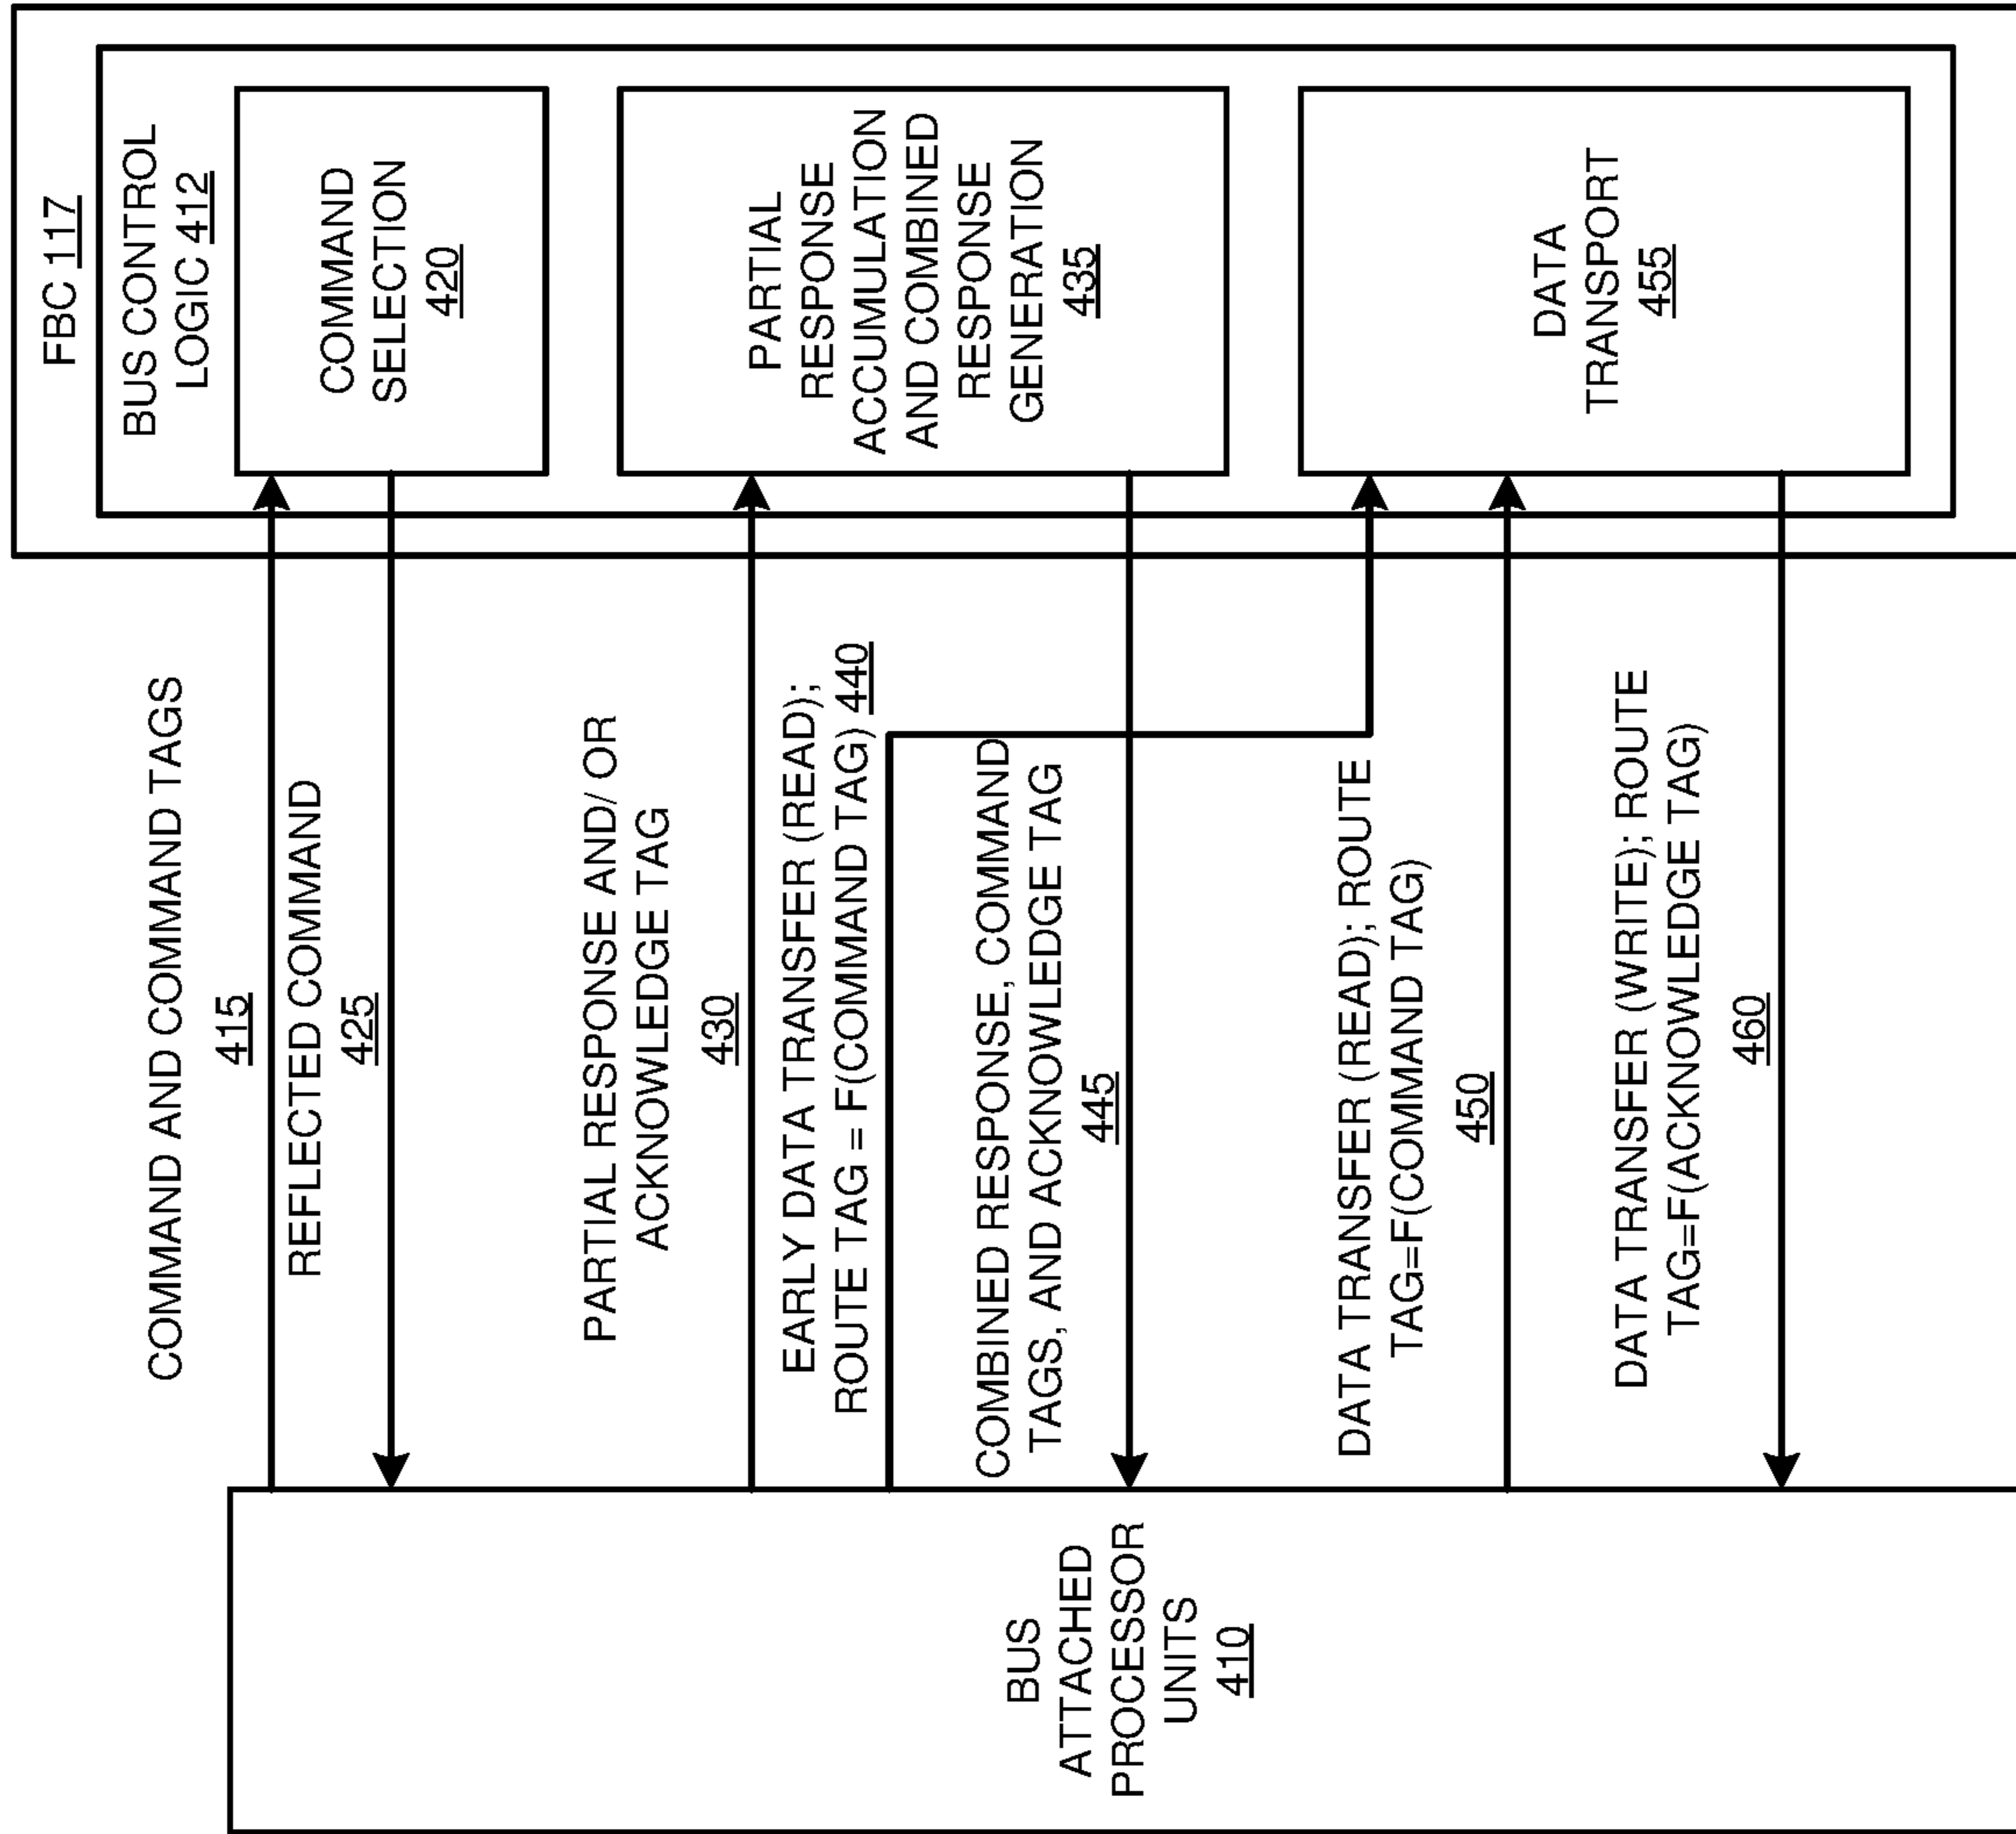 FBC 117
BUS CONTROL
LOGIC 412
COMMAND
SELECTION
420
PARTIAL
RESPONSE
ACCUMULATION
AND COMBINED
RESPONSE
GENERATION
435
DATA
TRANSPORT
455
COMMAND AND COMMAND TAGS
415
REFLECTED COMMAND
425
PARTIAL RESPONSE AND/ OR
ACKNOWLEDGE TAG
430
EARLY DATA TRANSFER (READ);
ROUTE TAG = F(COMMAND TAG) 440
COMBINED RESPONSE, COMMAND
TAGS, AND ACKNOWLEDGE TAG
445
DATA TRANSFER (READ); ROUTE
TAG=F(COMMAND TAG)
450
DATA TRANSFER (WRITE); ROUTE
TAG=F(ACKNOWLEDGE TAG)
460
BUS
ATTACHED
PROCESSOR
UNITS
410